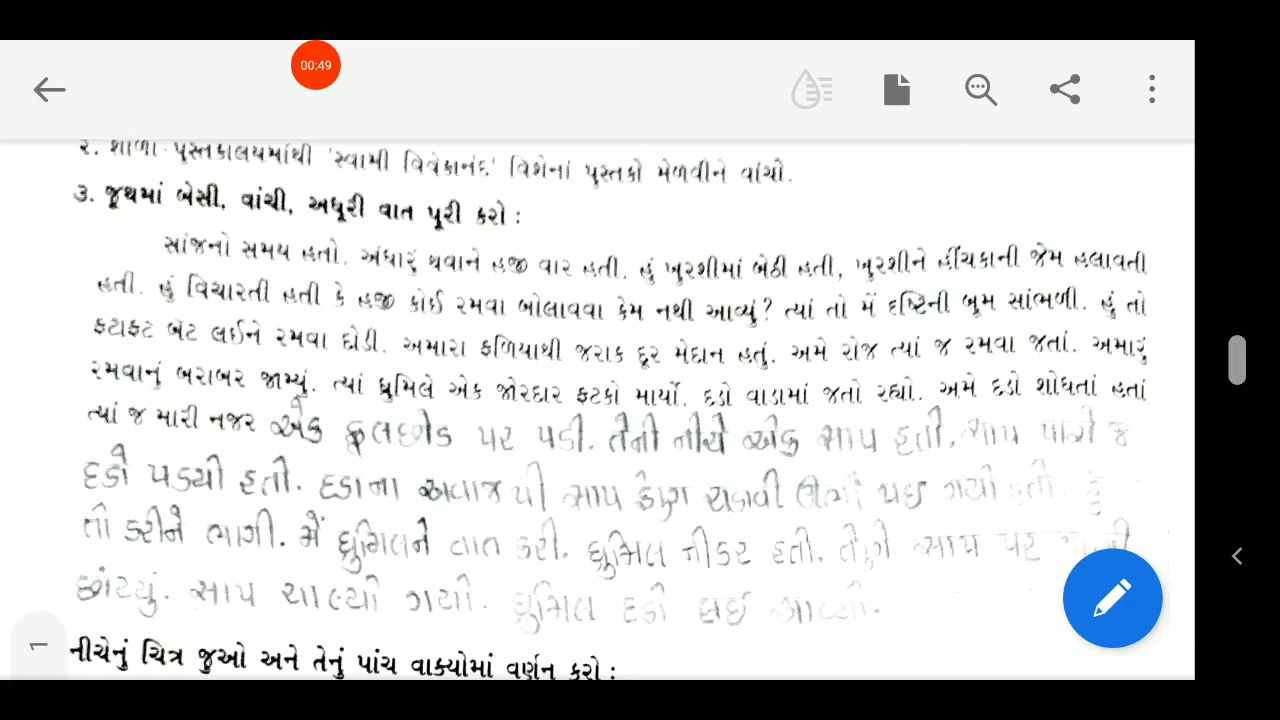 00:49
૨. શાળા-પુસ્તકાલયમાંથી 'સ્વામી વિવેકાનંદ' વિશેનાં પુસ્તકો મેળવીને વાંચો.
૩. જૂથમાં બેસી, વાંચી, અધૂરી વાત પૂરી કરો :
સાંજનો સમય હતો. અંધારું થવાને હજી વાર હતી. હું ખુરશીમાં બેઠી હતી, ખુરશીને હીંચકાની જેમ હલાવતી
હતી. હું વિચારતી હતી કે હજી કોઈ રમવા બોલાવવા કેમ નથી આવ્યું? ત્યાં તો મેં દૃષ્ટિની બૂમ સાંભળી. હું તો
ફટાફટ બૅટ લઈને રમવા દોડી. અમારા ફળિયાથી જરાક દૂર મેદાન હતું. અમે રોજ ત્યાં જ રમવા જતાં. અમારું
રમવાનું બરાબર જામ્યું. ત્યાં ધ્રુમિલે એક જોરદાર ફટકો માર્યો. દડો વાડામાં જતો રહ્યો. અમે દડો શોધતાં હતાં
ત્યાં જ મારી નજર એક ફૂલછોડ પર પડી. તેની નીચે એક સાપ હતો. સાપ પાસે જ
દડો પડ્યો હતો. દડાના અવાજથી સાપ ફેણ ચડાવી ઊભો થઈ ગયો હતો. હું
તો ડરીને ભાગી. મેં ધ્રુમિલને વાત કરી. ધ્રુમિલ નીડર હતો. તેણે સાપ પર
છાંટ્યું. સાપ ચાલ્યો ગયો. ધ્રુમિલ દડો લઈ આવ્યો.
નીચેનું ચિત્ર જુઓ અને તેનું પાંચ વાક્યોમાં વર્ણન કરો :
1